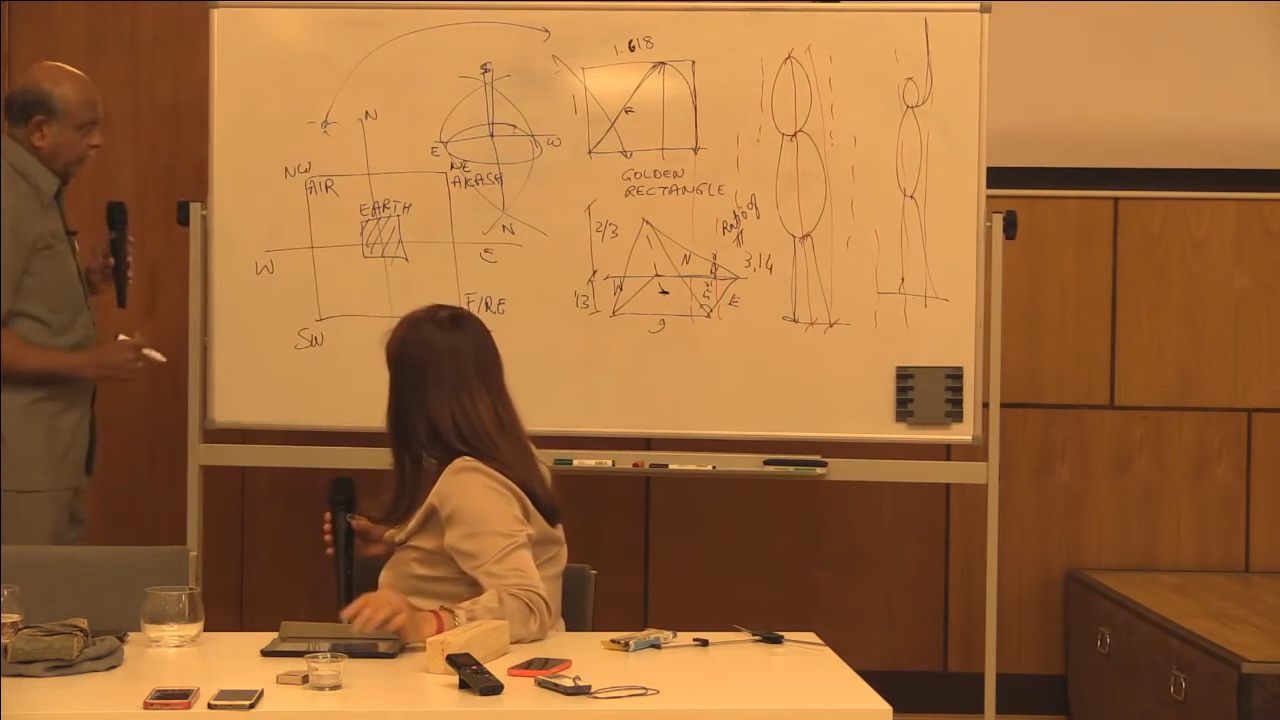 N
NW
NE
AIR
AKASA
EARTH
W
E
SW
FIRE
S
E
W
N
1.618
1
R
GOLDEN
RECTANGLE
2/3
1/3
Ratio of
π
3,14
N
W
E